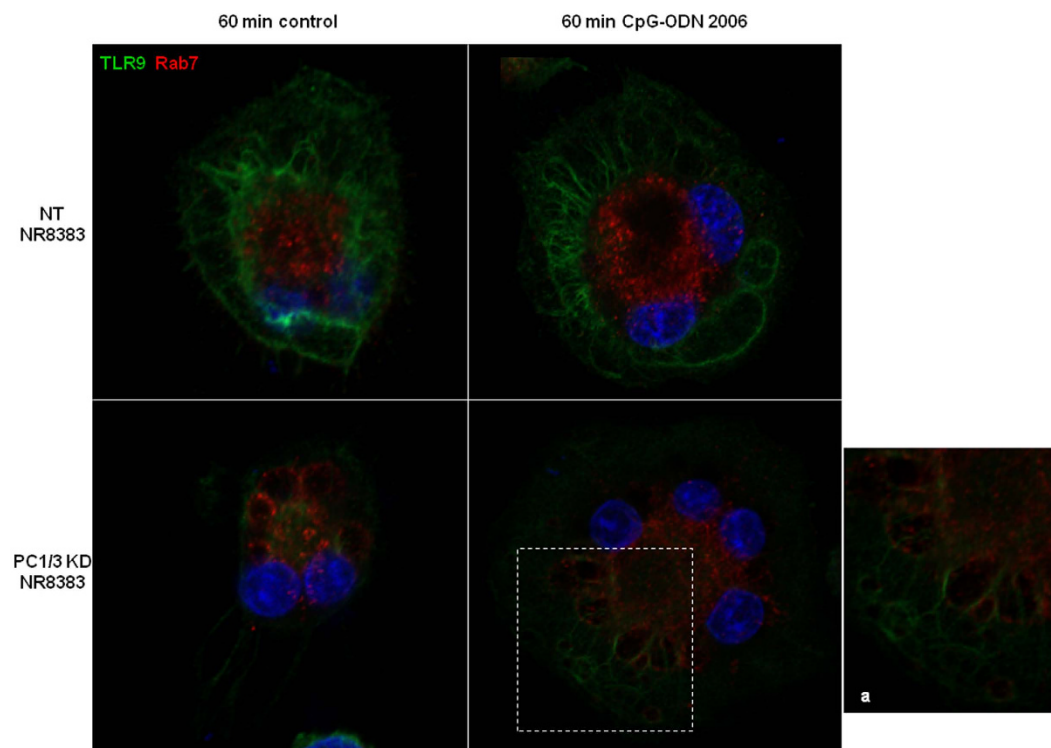 60 min control
60 min CpG-ODN 2006
TLR9 Rab7
NT
NR8383
PC1/3 KD
NR8383
a